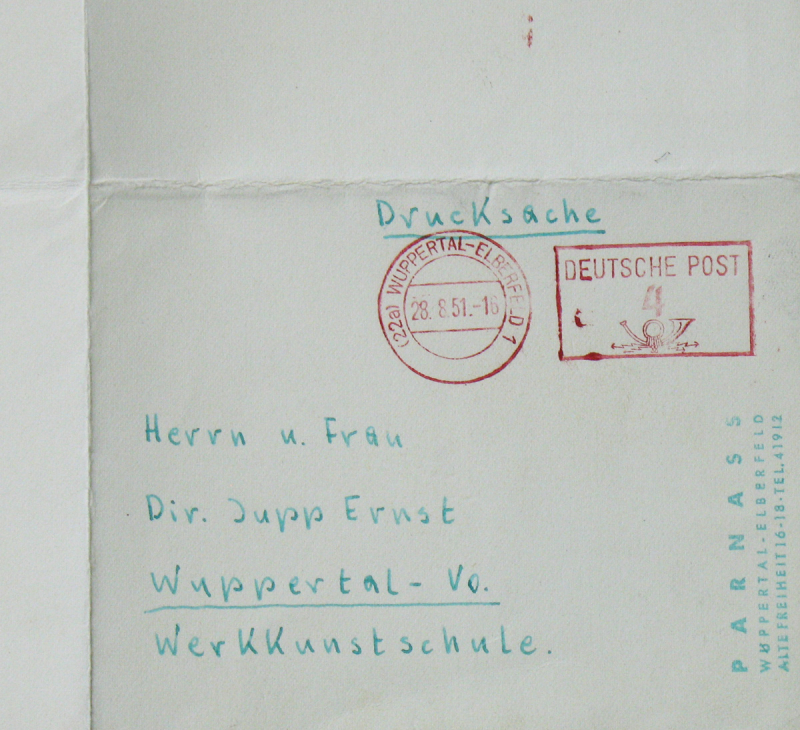 Drucksache
(22a) WUPPERTAL-ELBERFELD 1
28.8.51.-16
DEUTSCHE POST
4
Herrn u. Frau
Dir. Jupp Ernst
Wuppertal-Vo.
Werkkunstschule.
PARNASS
WUPPERTAL-ELBERFELD
ALTE FREIHEIT 16-18·TEL. 41912